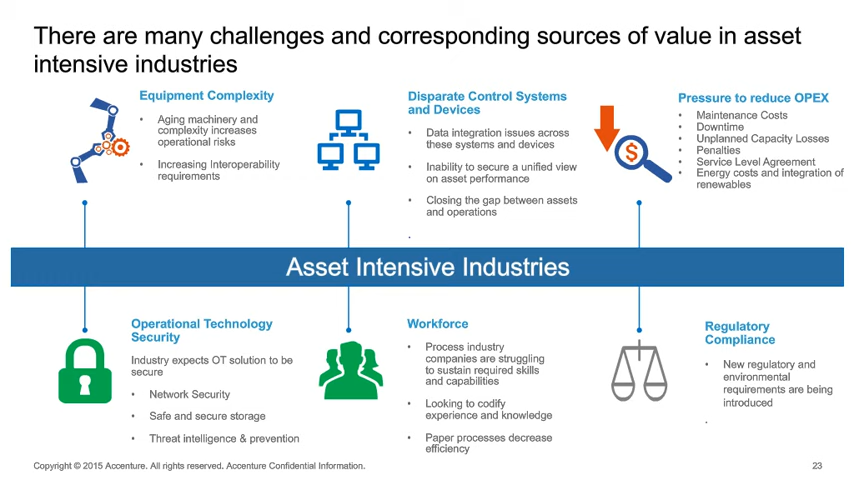 There are many challenges and corresponding sources of value in asset
intensive industries
Equipment Complexity
• Aging machinery and
complexity increases
operational risks
• Increasing Interoperability
requirements
Disparate Control Systems
and Devices
• Data integration issues across
these systems and devices
• Inability to secure a unified view
on asset performance
• Closing the gap between assets
and operations
.
$
Pressure to reduce OPEX
• Maintenance Costs
• Downtime
• Unplanned Capacity Losses
• Penalties
• Service Level Agreement
• Energy costs and integration of
renewables
Asset Intensive Industries
Operational Technology
Security
Industry expects OT solution to be
secure
• Network Security
• Safe and secure storage
• Threat intelligence & prevention
Workforce
• Process industry
companies are struggling
to sustain required skills
and capabilities
• Looking to codify
experience and knowledge
• Paper processes decrease
efficiency
Regulatory
Compliance
• New regulatory and
environmental
requirements are being
introduced
.
Copyright © 2015 Accenture. All rights reserved. Accenture Confidential Information.
23